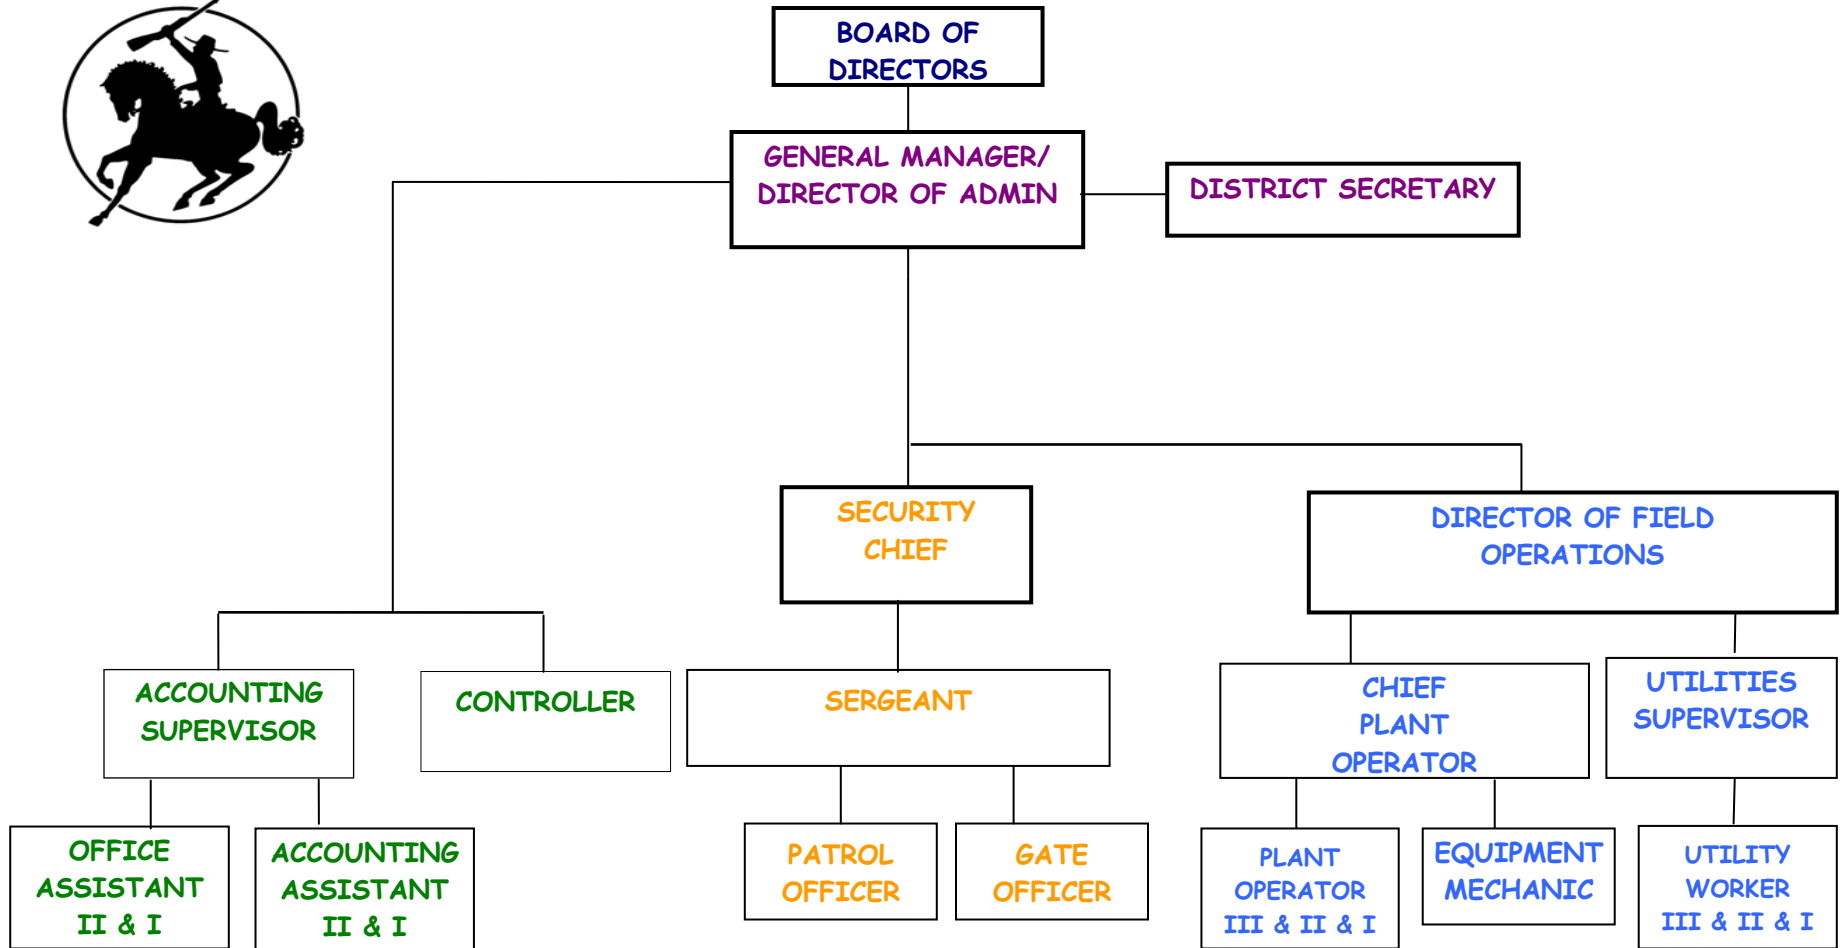 BOARD OF
DIRECTORS
GENERAL MANAGER/
DIRECTOR OF ADMIN
DISTRICT SECRETARY
SECURITY
CHIEF
DIRECTOR OF FIELD
OPERATIONS
ACCOUNTING
SUPERVISOR
CONTROLLER
SERGEANT
CHIEF
PLANT
OPERATOR
UTILITIES
SUPERVISOR
OFFICE
ASSISTANT
II & I
ACCOUNTING
ASSISTANT
II & I
PATROL
OFFICER
GATE
OFFICER
PLANT
OPERATOR
III & II & I
EQUIPMENT
MECHANIC
UTILITY
WORKER
III & II & I